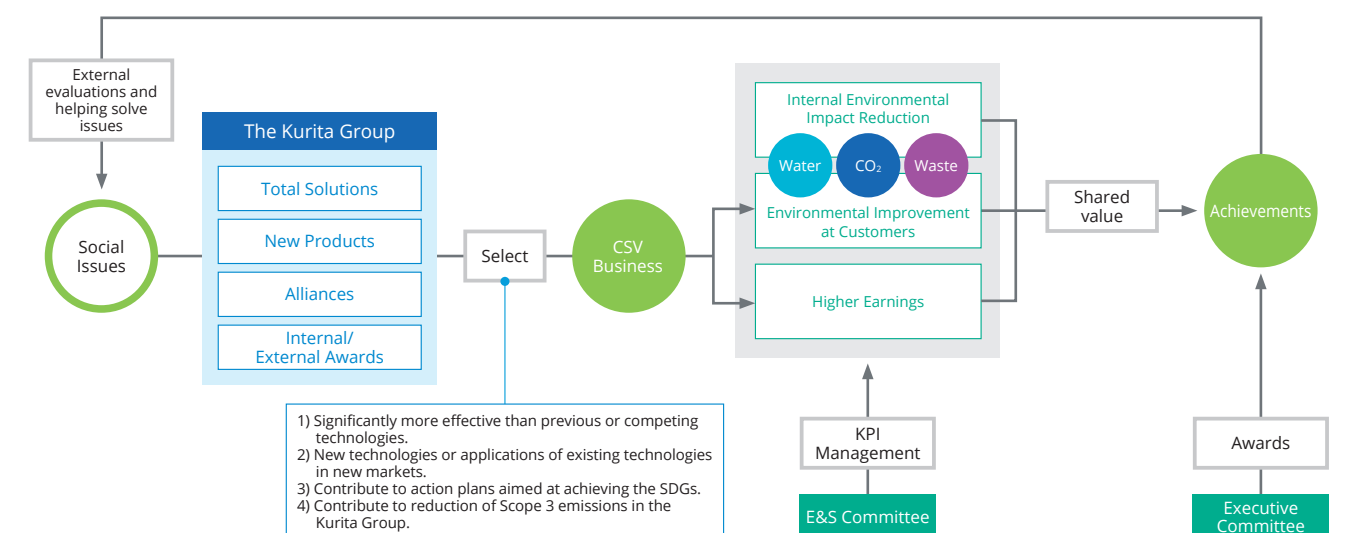 External
evaluations and
helping solve
issues
Social
Issues
The Kurita Group
Total Solutions
New Products
Alliances
Internal/
External Awards
Select
1) Significantly more effective than previous or competing
technologies.
2) New technologies or applications of existing technologies
in new markets.
3) Contribute to action plans aimed at achieving the SDGs.
4) Contribute to reduction of Scope 3 emissions in the
Kurita Group.
CSV
Business
Internal Environmental
Impact Reduction
Water
CO₂
Waste
Environmental Improvement
at Customers
Higher Earnings
KPI
Management
E&S Committee
Shared
value
Achievements
Awards
Executive
Committee